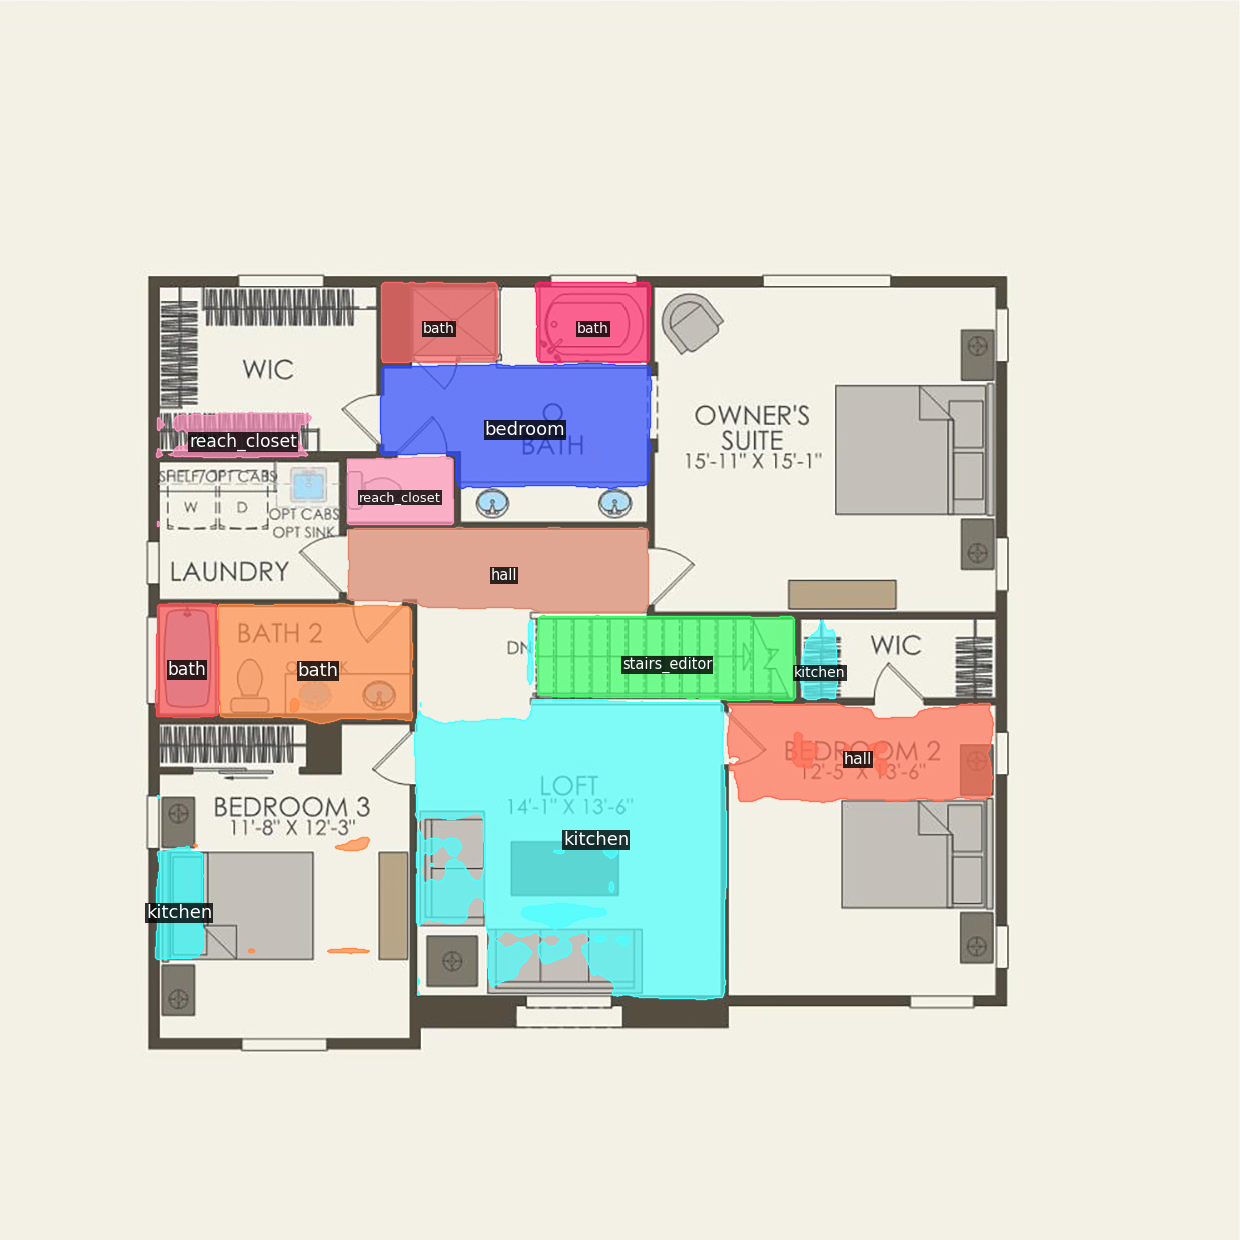 bath
bath
WIC
OWNER'S
SUITE
15'-11" X 15'-1"
reach_closet
bedroom
BATH
SHELF/OPT CABS
W
D
OPT CABS
OPT SINK
reach_closet
LAUNDRY
hall
BATH 2
bath
bath
DN
stairs_editor
kitchen
WIC
BEDROOM 2
12'-5" X 13'-6"
hall
LOFT
14'-1" X 13'-6"
kitchen
BEDROOM 3
11'-8" X 12'-3"
kitchen